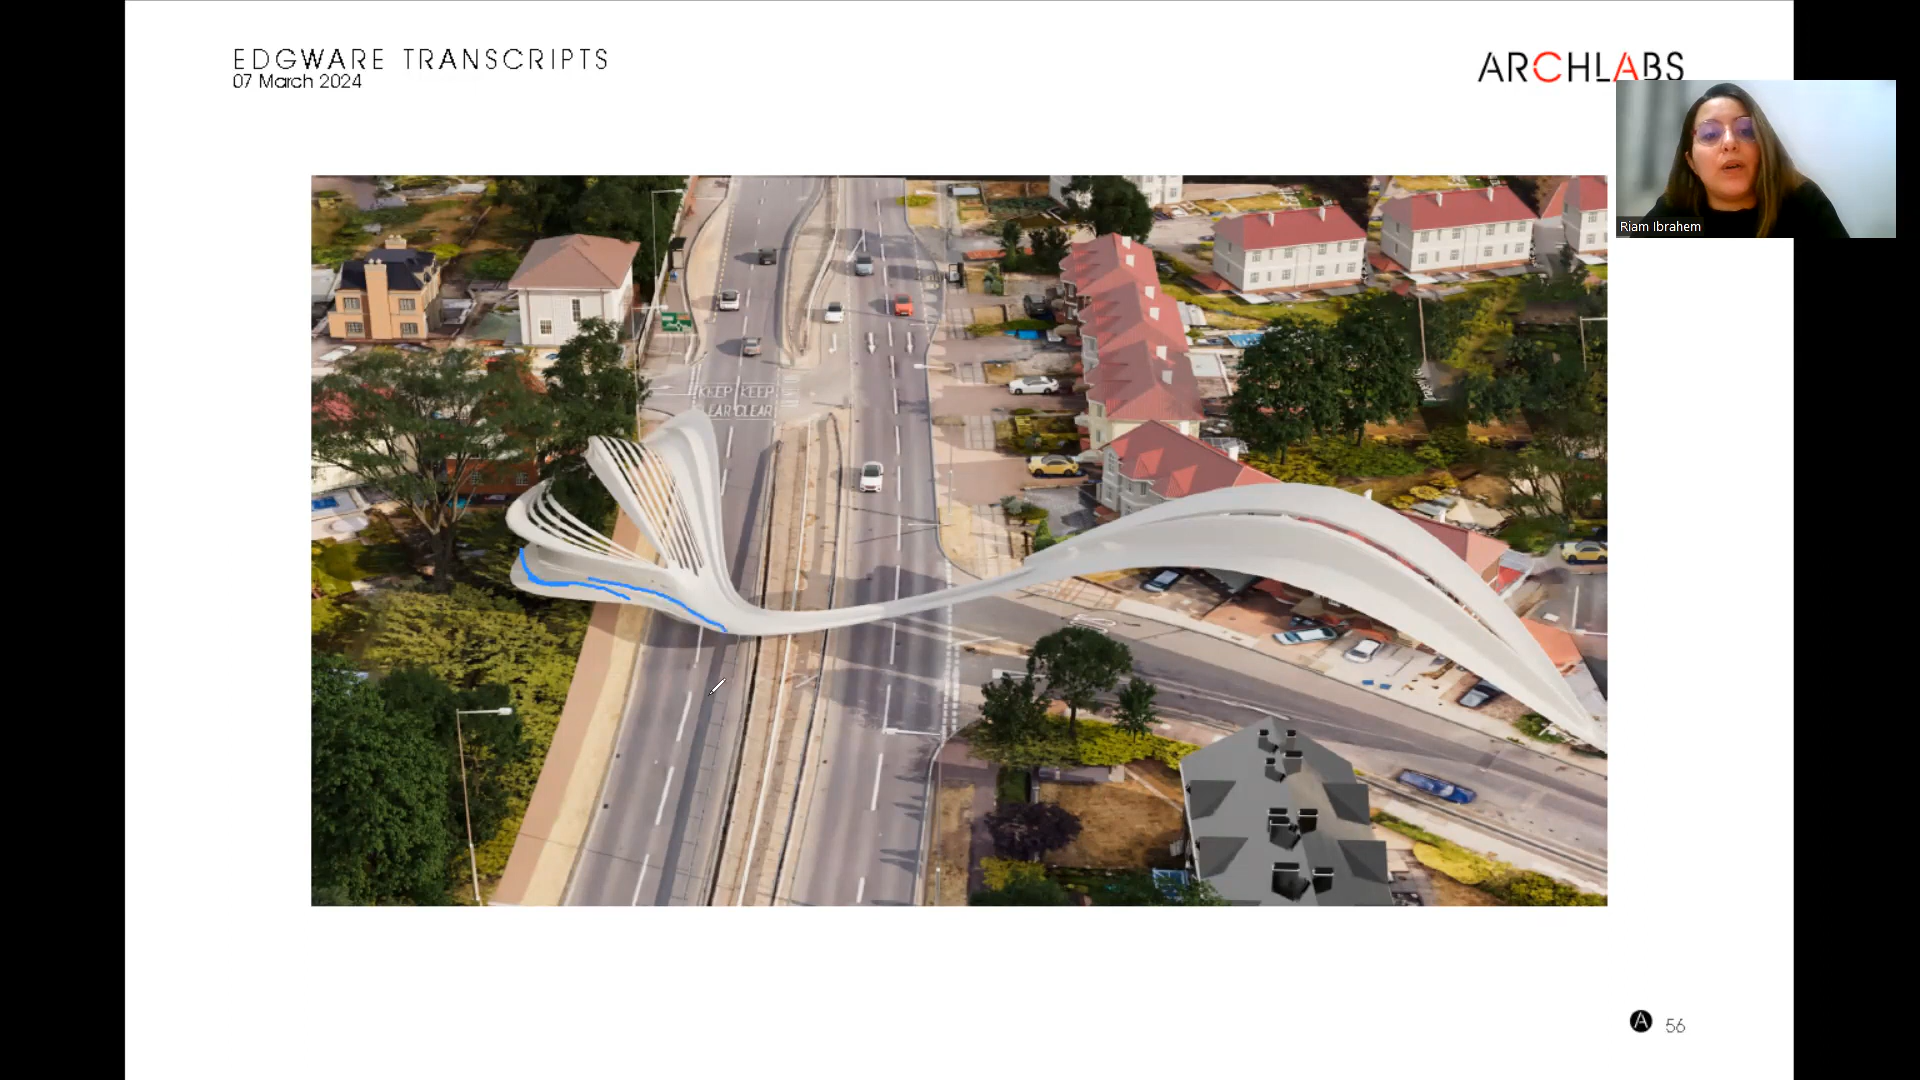 EDGWARE TRANSCRIPTS
07 March 2024
ARCHLABS
Riam Ibrahem
KEEP KEEP
CLEAR CLEAR
A 56